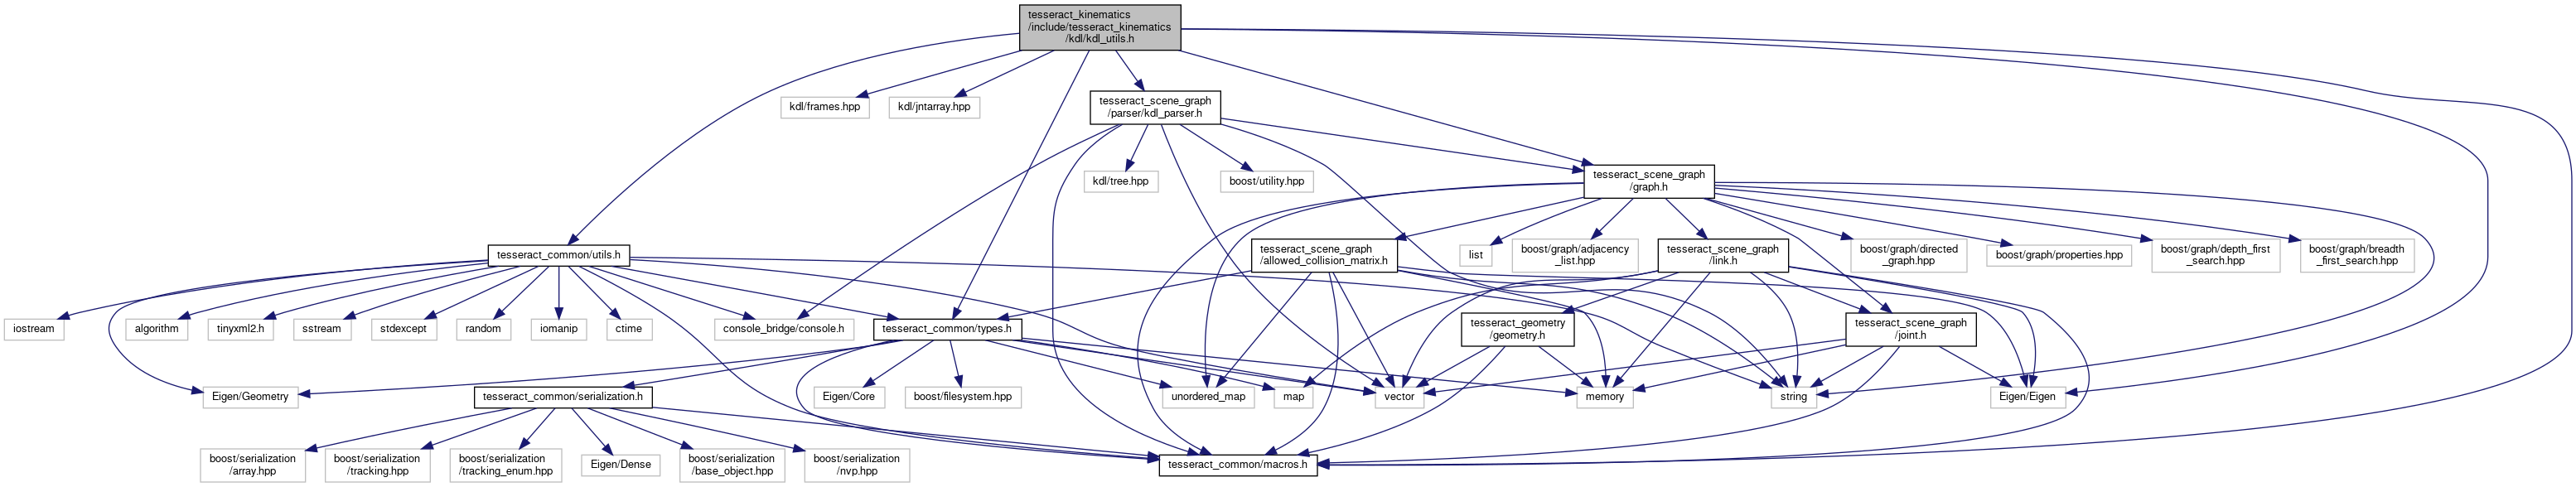 tesseract_kinematics
/include/tesseract_kinematics
/kdl/kdl_utils.h
kdl/frames.hpp
kdl/jntarray.hpp
tesseract_scene_graph
/parser/kdl_parser.h
kdl/tree.hpp
boost/utility.hpp
tesseract_scene_graph
/graph.h
tesseract_common/utils.h
tesseract_scene_graph
/allowed_collision_matrix.h
list
boost/graph/adjacency
_list.hpp
tesseract_scene_graph
/link.h
boost/graph/directed
_graph.hpp
boost/graph/properties.hpp
boost/graph/depth_first
_search.hpp
boost/graph/breadth
_first_search.hpp
iostream
algorithm
tinyxml2.h
sstream
stdexcept
random
iomanip
ctime
console_bridge/console.h
tesseract_common/types.h
tesseract_geometry
/geometry.h
tesseract_scene_graph
/joint.h
Eigen/Geometry
tesseract_common/serialization.h
Eigen/Core
boost/filesystem.hpp
unordered_map
map
vector
memory
string
Eigen/Eigen
boost/serialization
/array.hpp
boost/serialization
/tracking.hpp
boost/serialization
/tracking_enum.hpp
Eigen/Dense
boost/serialization
/base_object.hpp
boost/serialization
/nvp.hpp
tesseract_common/macros.h